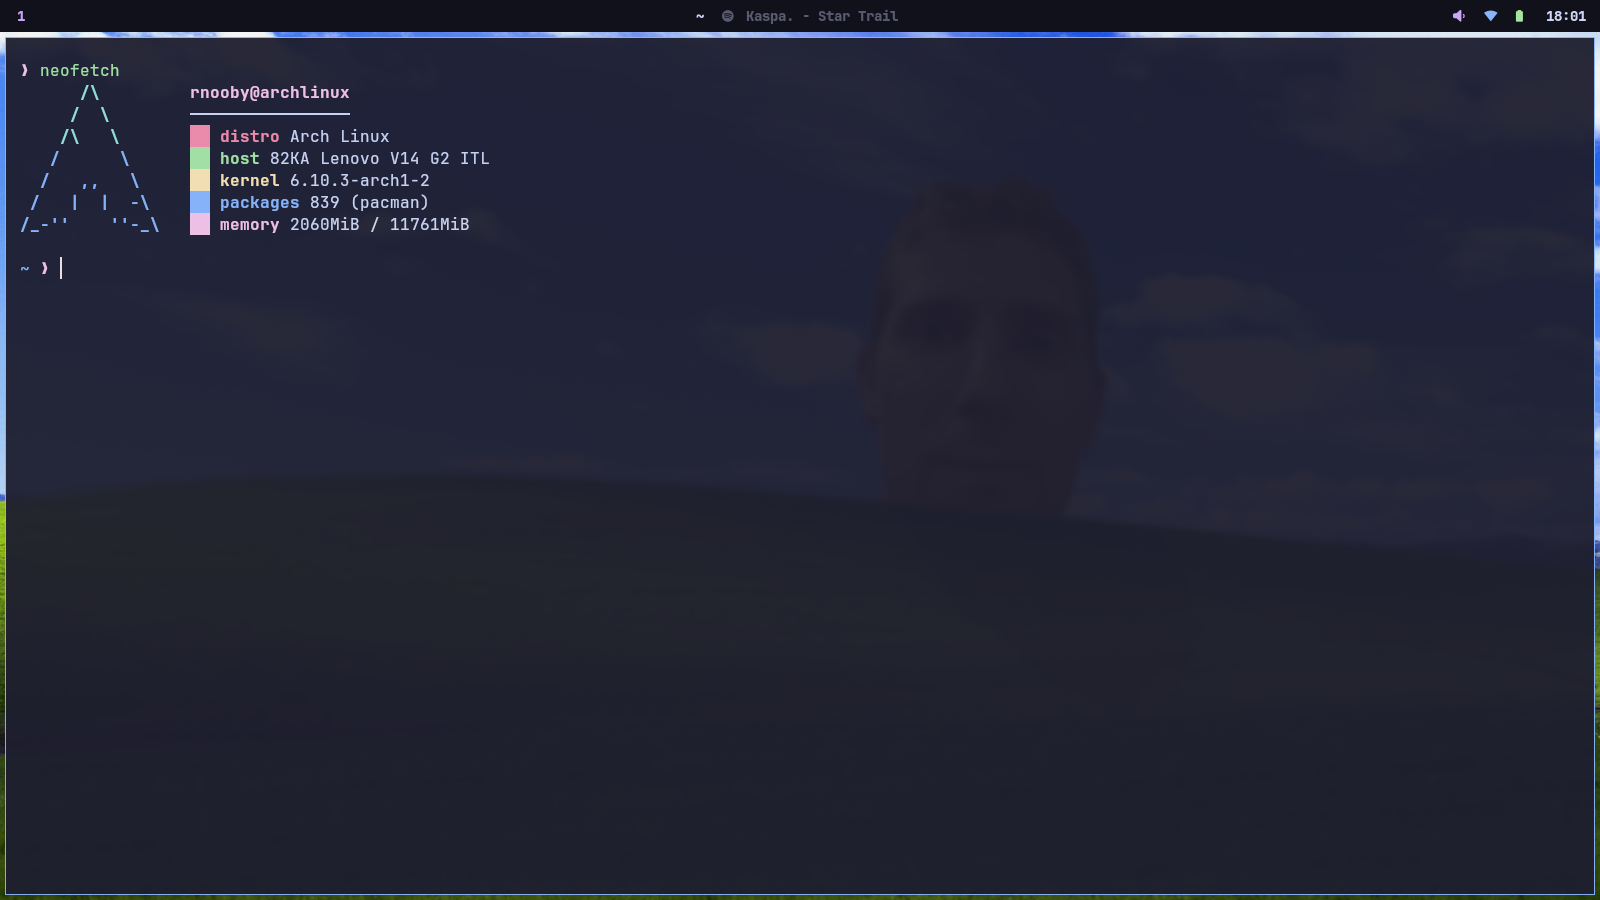 1
~ Kaspa. - Star Trail
18:01
❱ neofetch
rnooby@archlinux
distro Arch Linux
host 82KA Lenovo V14 G2 ITL
kernel 6.10.3-arch1-2
packages 839 (pacman)
memory 2060MiB / 11761MiB
~ ❱